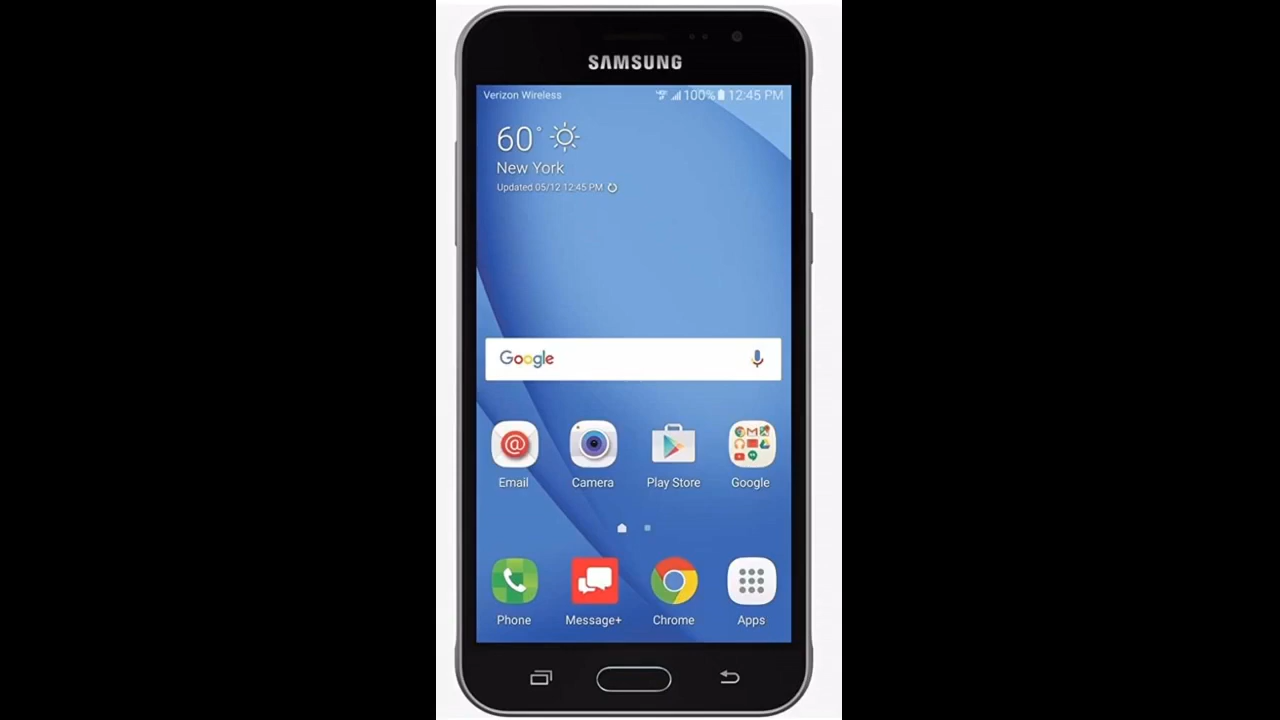 SAMSUNG
Verizon Wireless 100% 12:45 PM
60°
New York
Updated 05/12 12:45 PM
Google
Email Camera Play Store Google
Phone Message+ Chrome Apps